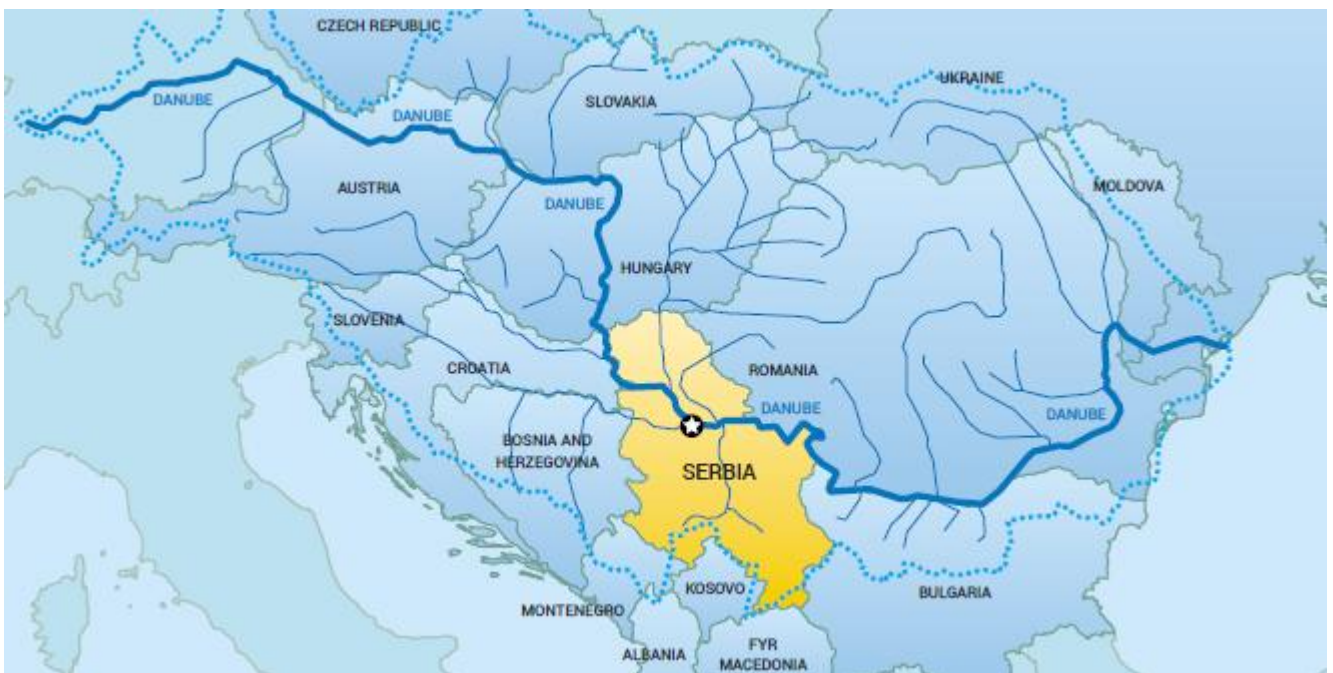 CZECH REPUBLIC
UKRAINE
DANUBE
SLOVAKIA
DANUBE
AUSTRIA
MOLDOVA
DANUBE
HUNGARY
SLOVENIA
CROATIA
ROMANIA
DANUBE
DANUBE
BOSNIA AND
HERZEGOVINA
SERBIA
KOSOVO
BULGARIA
MONTENEGRO
ALBANIA
FYR
MACEDONIA